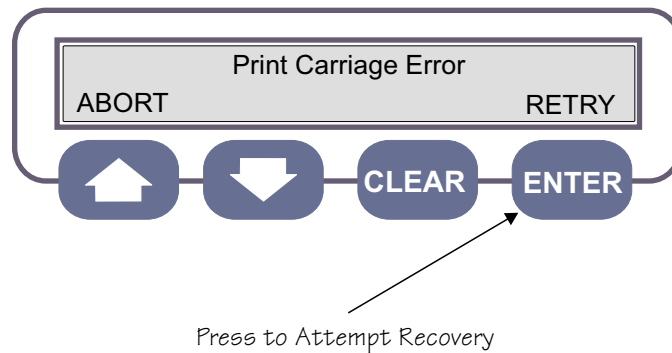 Print Carriage Error
ABORT RETRY
CLEAR ENTER
Press to Attempt Recovery